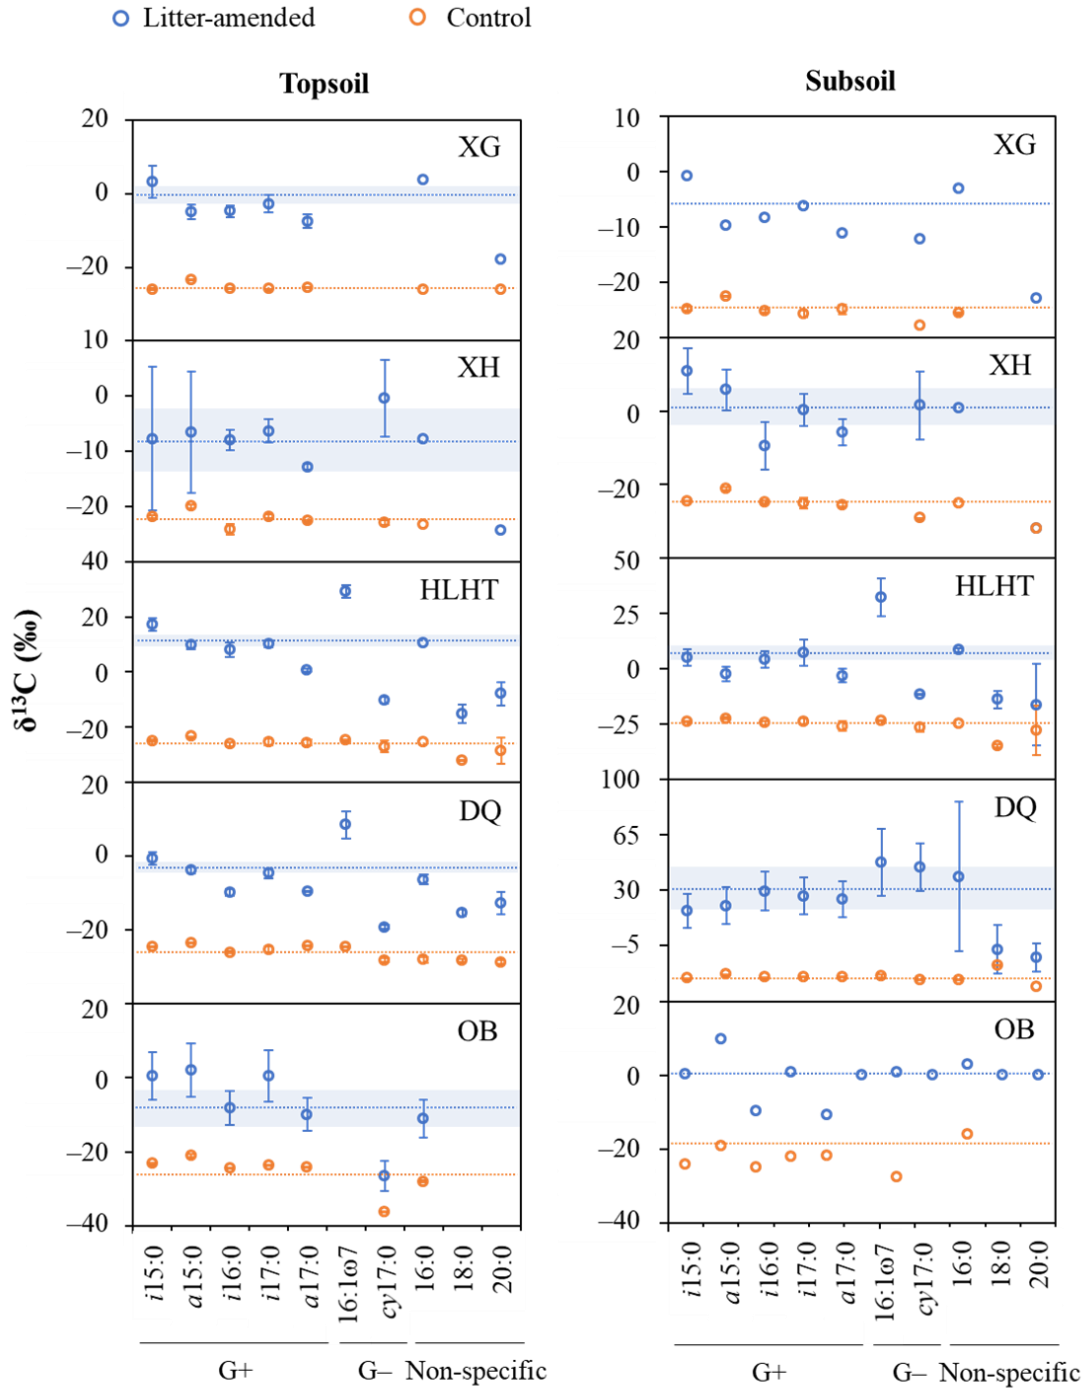 Litter-amended Control
Topsoil
Subsoil
δ¹³C (‰)
20
0
–20
XG
10
0
–10
–20
XH
40
20
0
–20
HLHT
20
0
–20
DQ
20
0
–20
–40
OB
i15:0 a15:0 i16:0 i17:0 a17:0 16:1ω7 cy17:0 16:0 18:0 20:0
G+ G– Non-specific
10
0
–10
–20
XG
20
0
–20
XH
50
25
0
–25
HLHT
100
65
30
–5
DQ
20
0
–20
–40
OB
i15:0 a15:0 i16:0 i17:0 a17:0 16:1ω7 cy17:0 16:0 18:0 20:0
G+ G– Non-specific